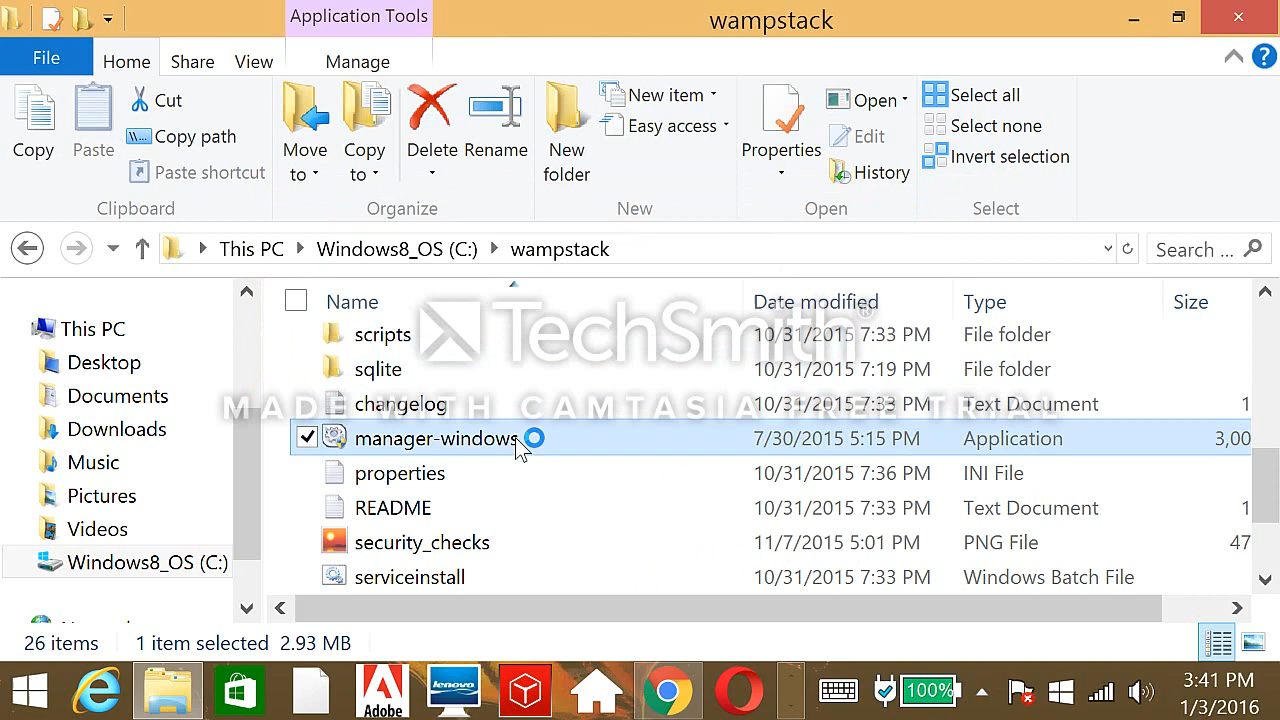 Application Tools
wampstack
File Home Share View Manage
Copy
Paste
Cut
Copy path
Paste shortcut
Move to
Copy to
Delete
Rename
New folder
New item
Easy access
Properties
Open
Edit
History
Select all
Select none
Invert selection
Clipboard Organize New Open Select
This PC Windows8_OS (C:) wampstack
Search ...
This PC
Desktop
Documents
Downloads
Music
Pictures
Videos
Windows8_OS (C:)
Name Date modified Type Size
scripts 10/31/2015 7:33 PM File folder
sqlite 10/31/2015 7:19 PM File folder
changelog 10/31/2015 7:33 PM Text Document 1
manager-windows 7/30/2015 5:15 PM Application 3,00
properties 10/31/2015 7:36 PM INI File
README 10/31/2015 7:33 PM Text Document 1
security_checks 11/7/2015 5:01 PM PNG File 47
serviceinstall 10/31/2015 7:33 PM Windows Batch File
TechSmith®
MADE WITH CAMTASIA FREE TRIAL
26 items 1 item selected 2.93 MB
Adobe
lenovo
100%
3:41 PM
1/3/2016